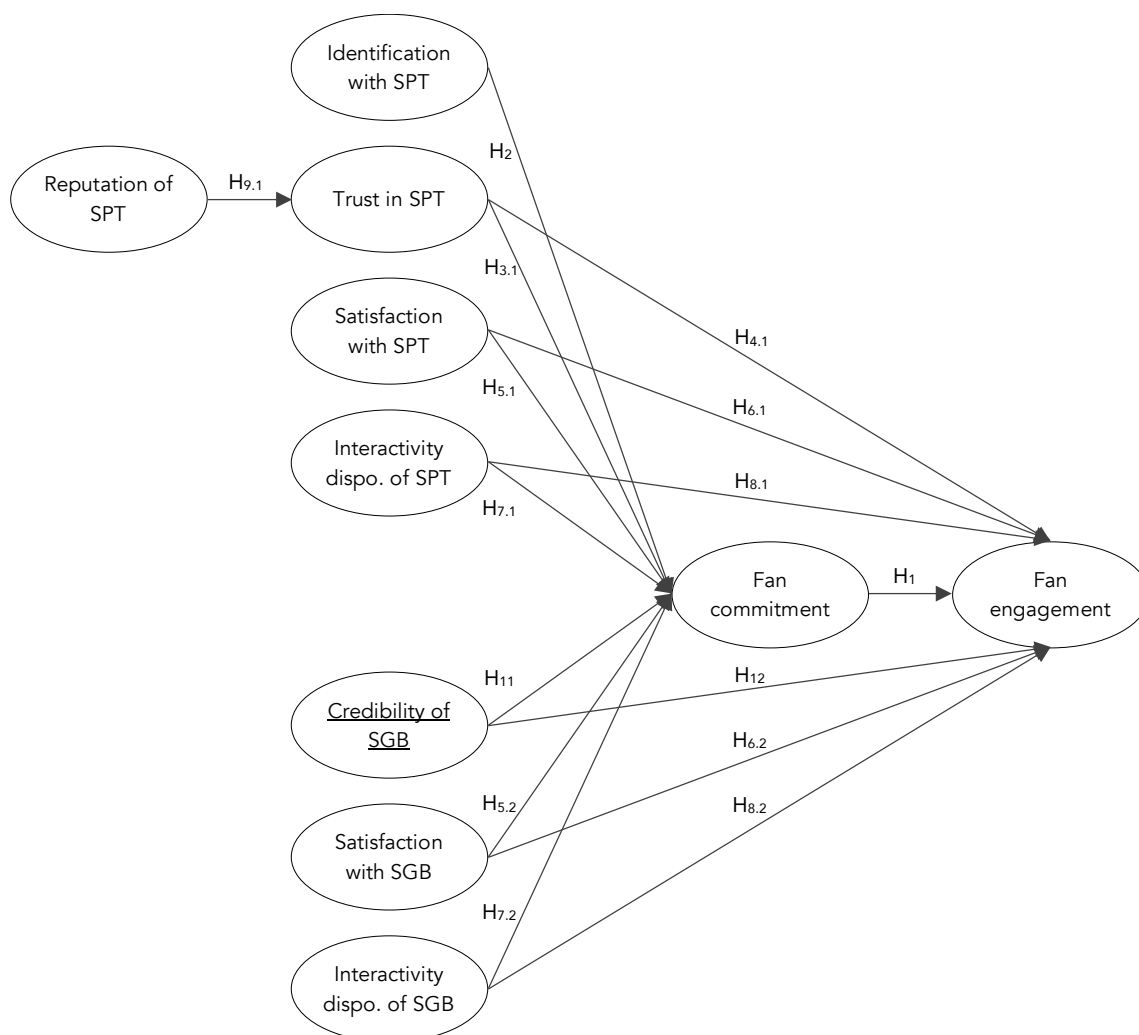 Identification
with SPT
H2
Reputation of
SPT
H9.1
Trust in SPT
H3.1
H4.1
Satisfaction
with SPT
H5.1
H6.1
Interactivity
dispo. of SPT
H7.1
H8.1
Fan
commitment
H1
Fan
engagement
Credibility of
SGB
H11
H12
Satisfaction
with SGB
H5.2
H6.2
Interactivity
dispo. of SGB
H7.2
H8.2